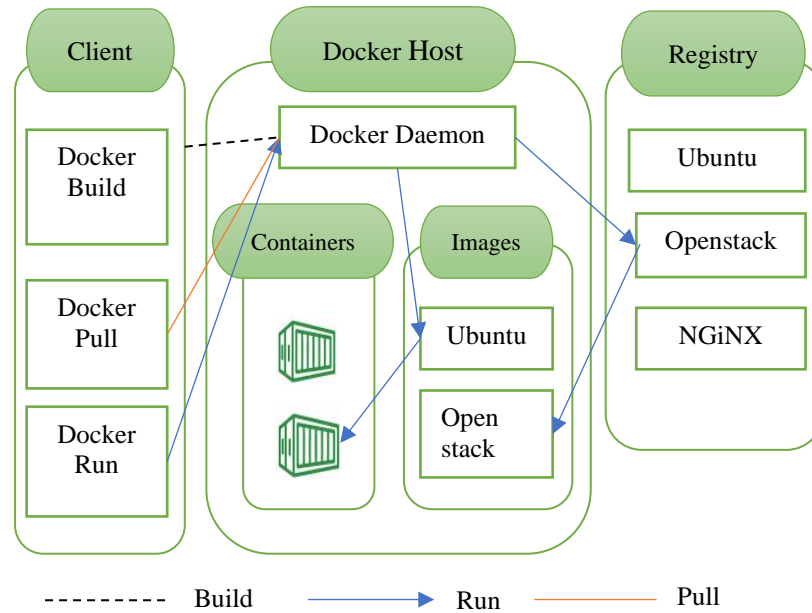 Client
Docker
Build
Docker
Pull
Docker
Run
Docker Host
Docker Daemon
Containers
Images
Ubuntu
Open
stack
Registry
Ubuntu
Openstack
NGiNX
Build
Run
Pull